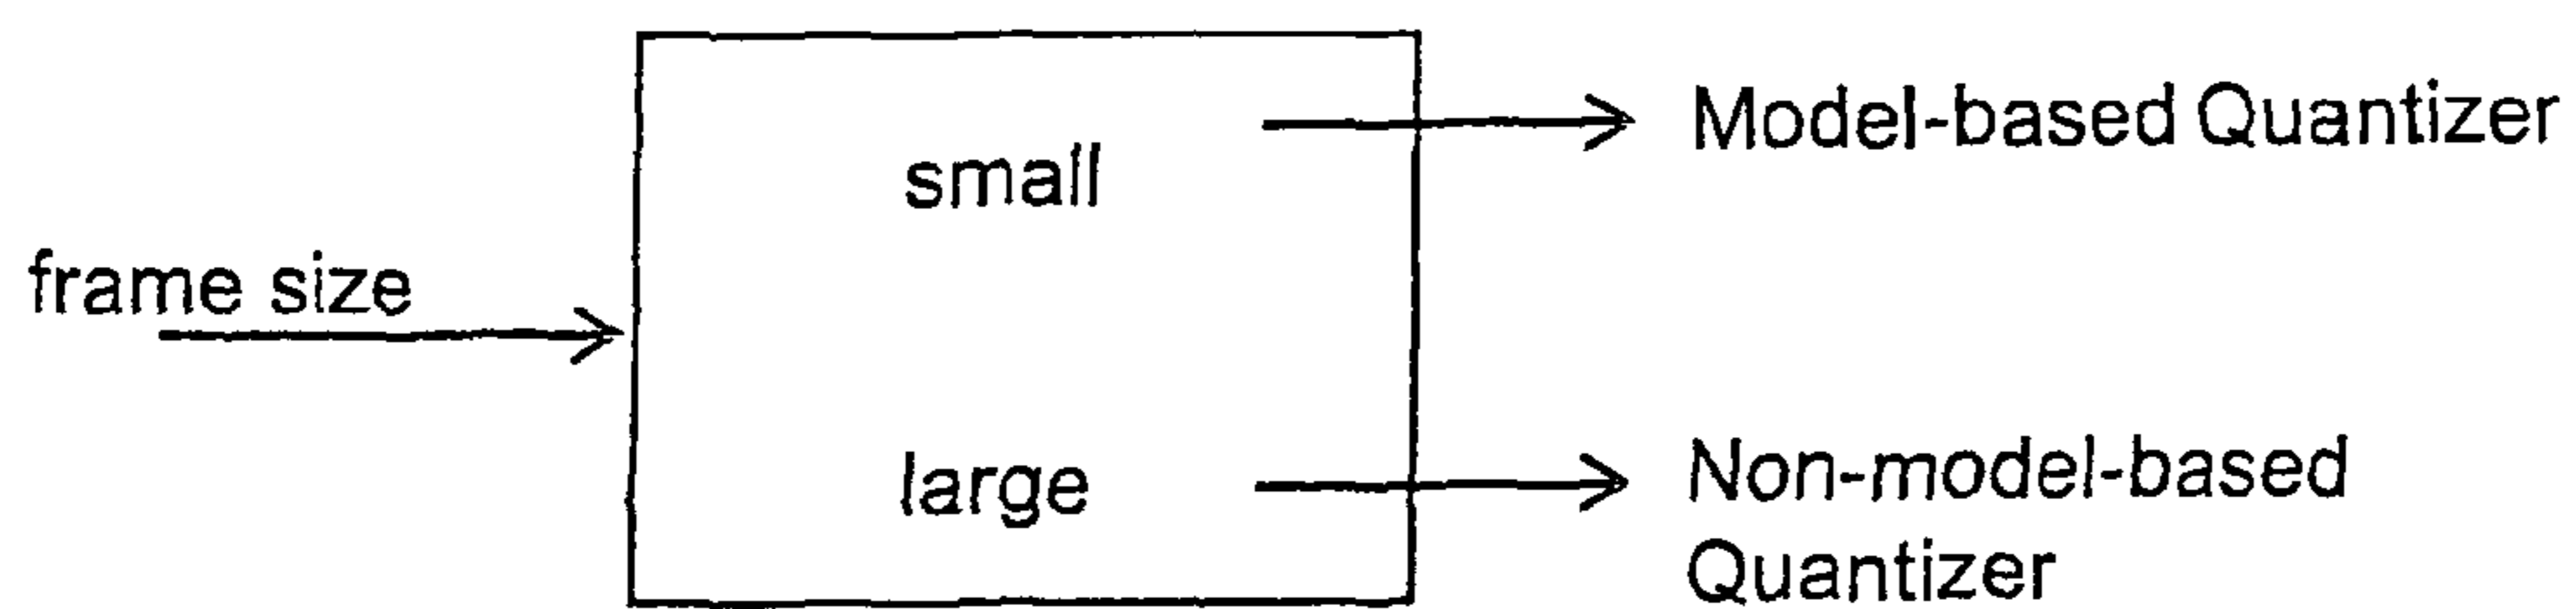 small
Model-based Quantizer
frame size
large
Non-model-based
Quantizer